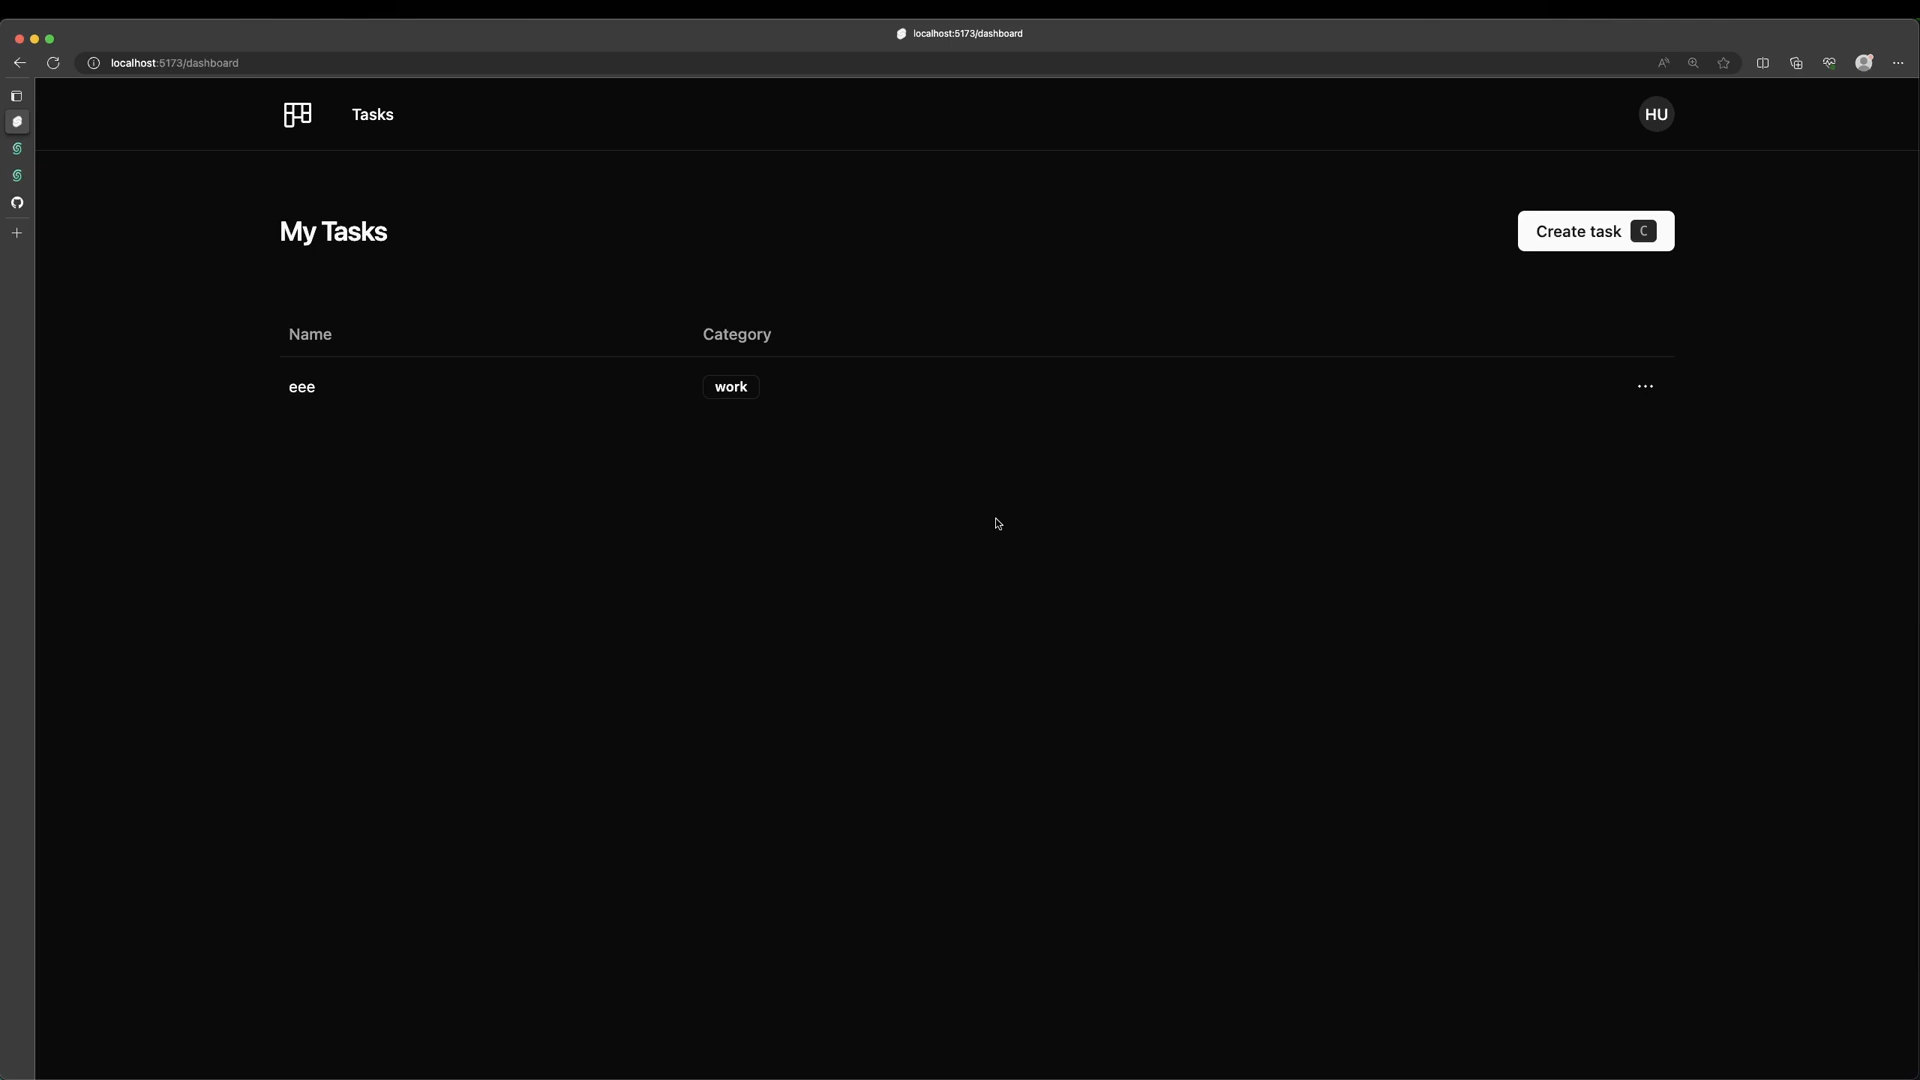 localhost:5173/dashboard
localhost:5173/dashboard
Tasks
HU
My Tasks
Create task C
Name Category
eee work